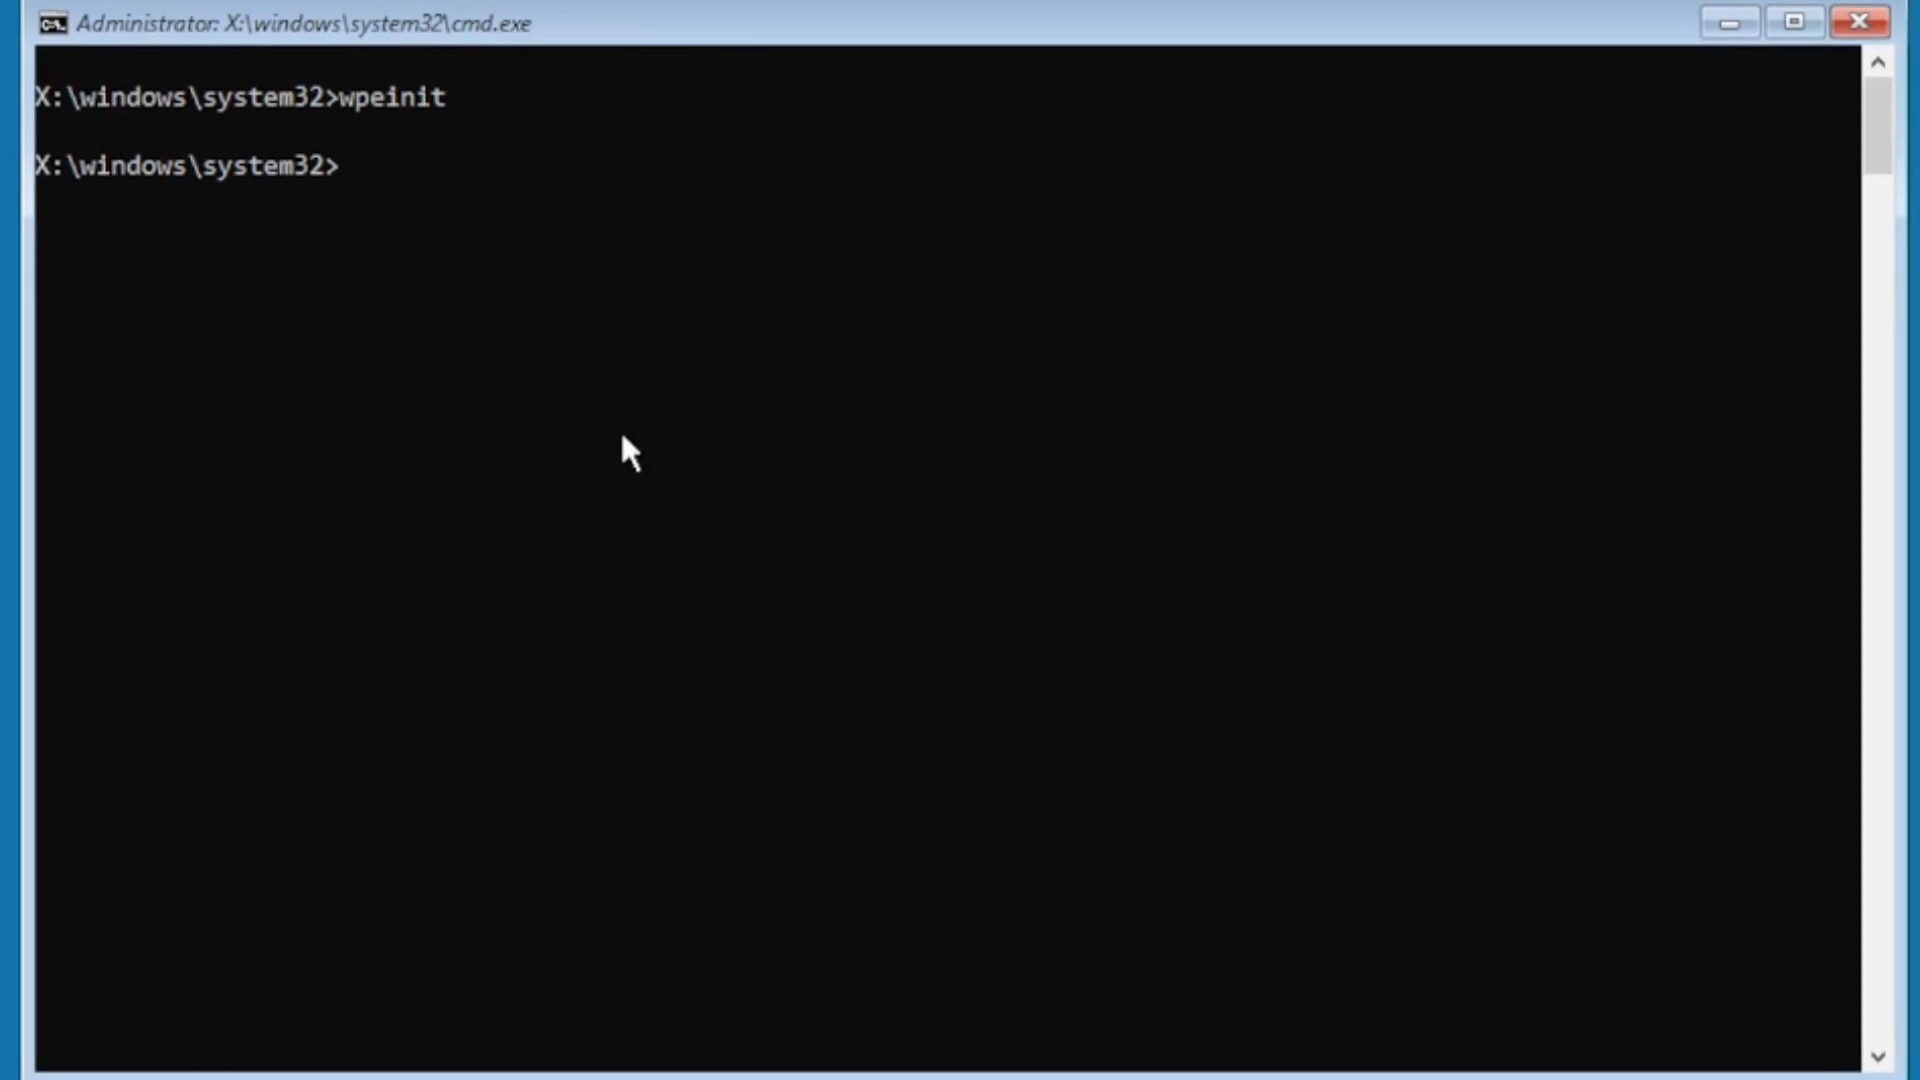 Administrator: X:\windows\system32\cmd.exe
X:\windows\system32>wpeinit
X:\windows\system32>